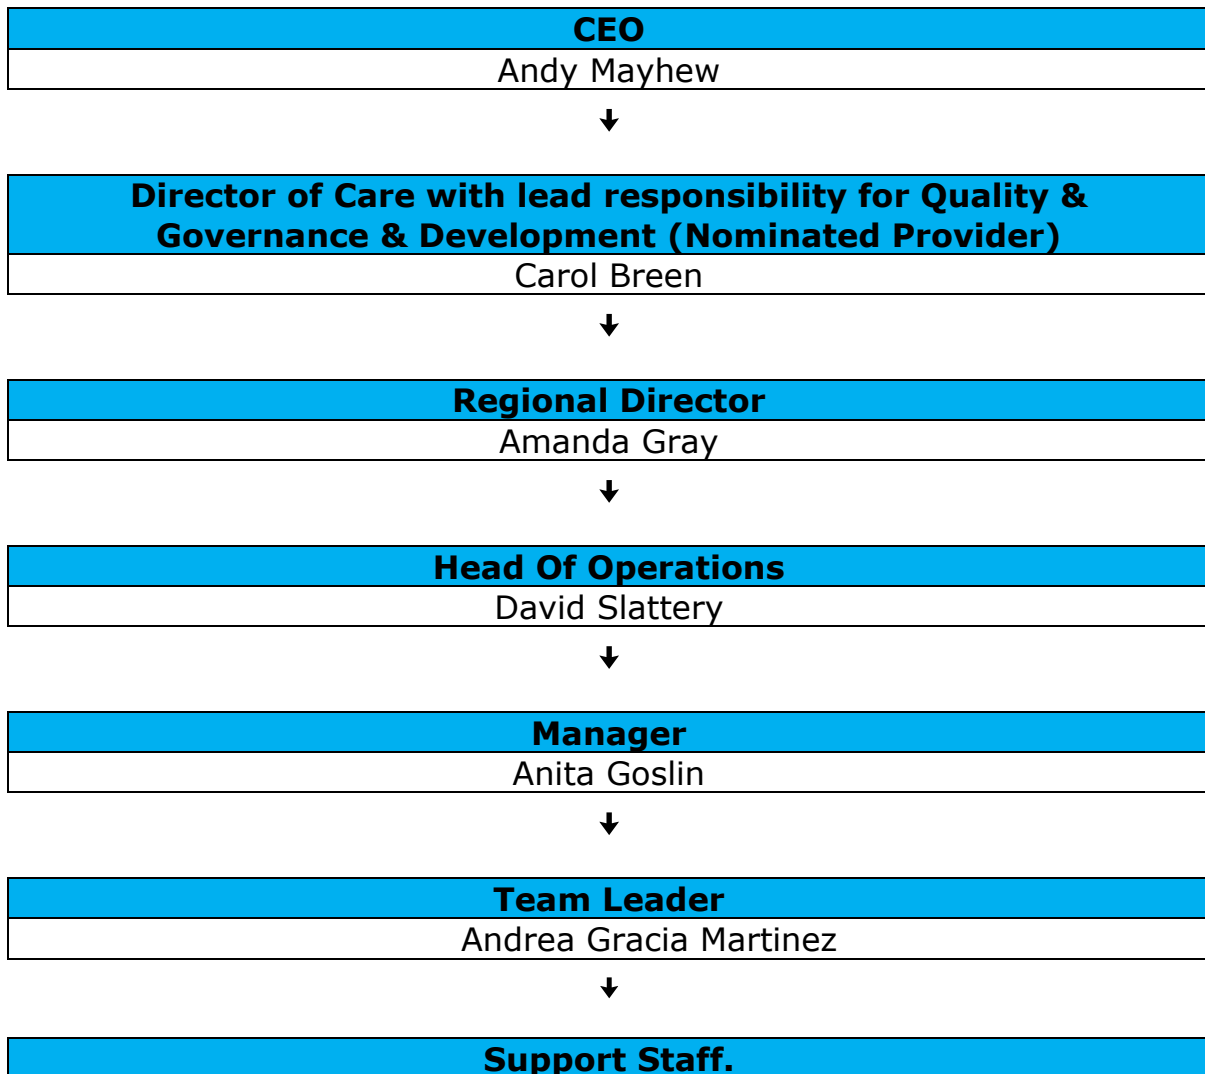 CEO
Andy Mayhew
Director of Care with lead responsibility for Quality &
Governance & Development (Nominated Provider)
Carol Breen
Regional Director
Amanda Gray
Head Of Operations
David Slattery
Manager
Anita Goslin
Team Leader
Andrea Gracia Martinez
Support Staff.